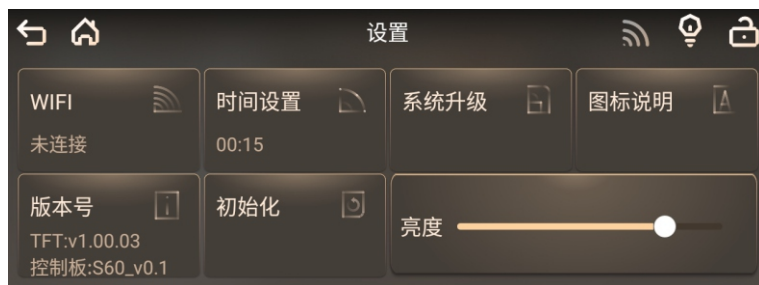 设置
WIFI
未连接
时间设置
00:15
系统升级
图标说明
A
版本号
TFT:v1.00.03
控制板:S60_v0.1
初始化
亮度